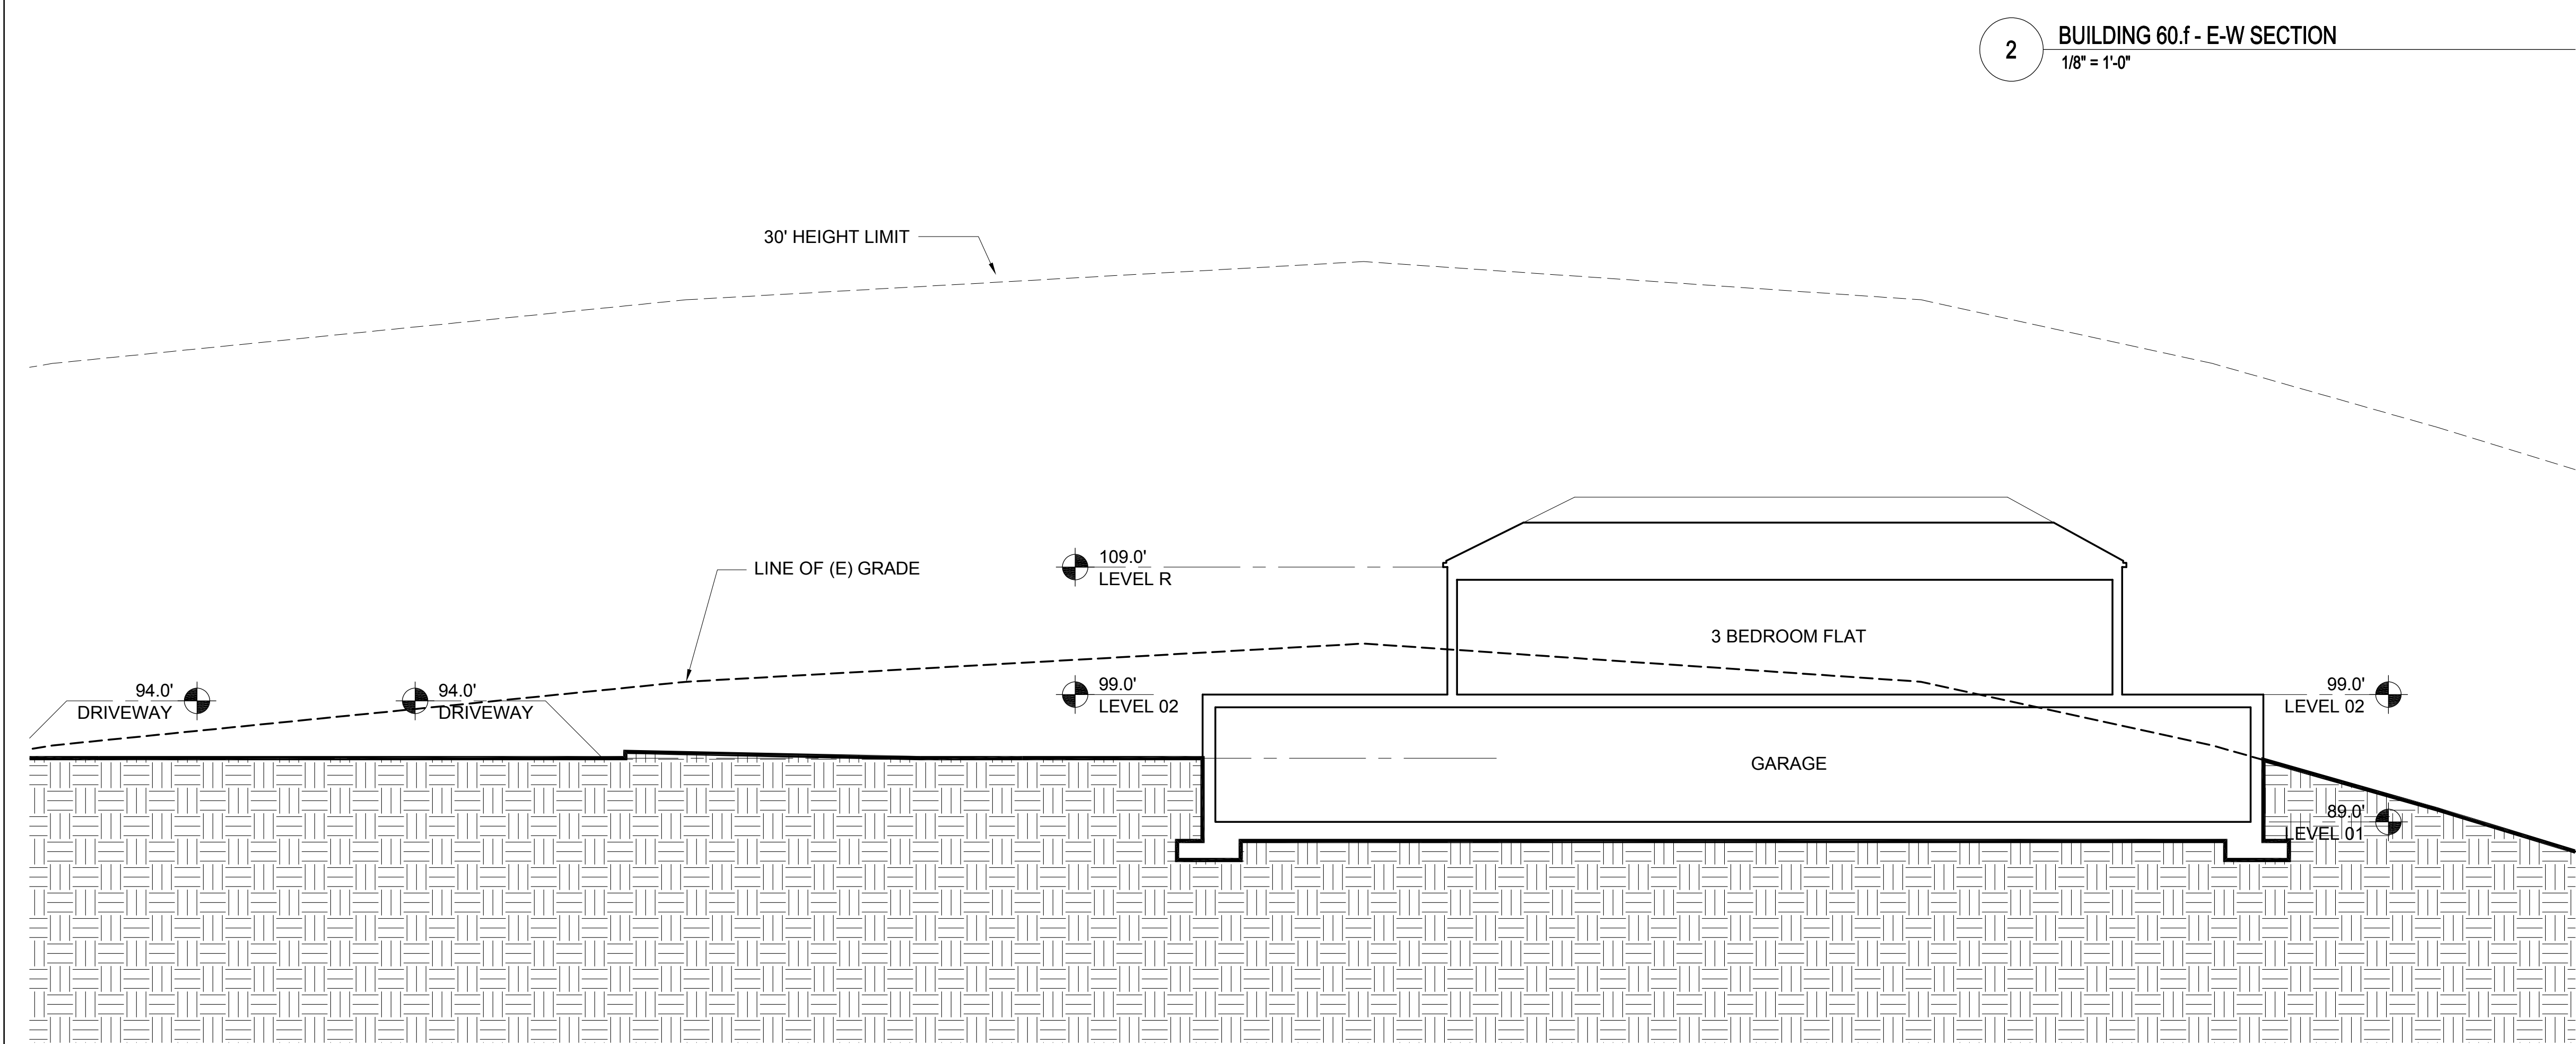 2
BUILDING 60.f - E-W SECTION
1/8" = 1'-0"
30' HEIGHT LIMIT
LINE OF (E) GRADE
109.0'
LEVEL R
3 BEDROOM FLAT
94.0'
DRIVEWAY
94.0'
DRIVEWAY
99.0'
LEVEL 02
99.0'
LEVEL 02
GARAGE
89.0'
LEVEL 01